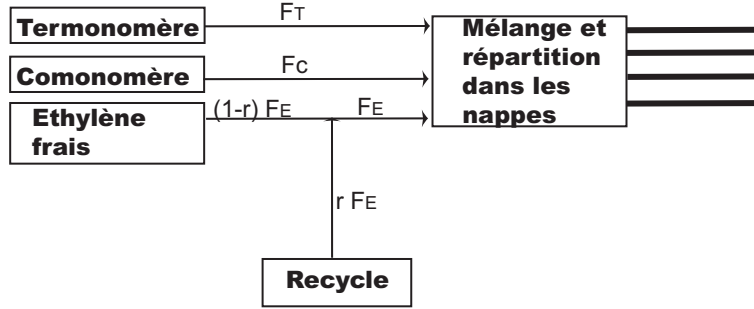 Termonomère
FT
Comonomère
FC
Ethylène
frais
(1-r) FE
FE
Mélange et
répartition
dans les
nappes
r FE
Recycle